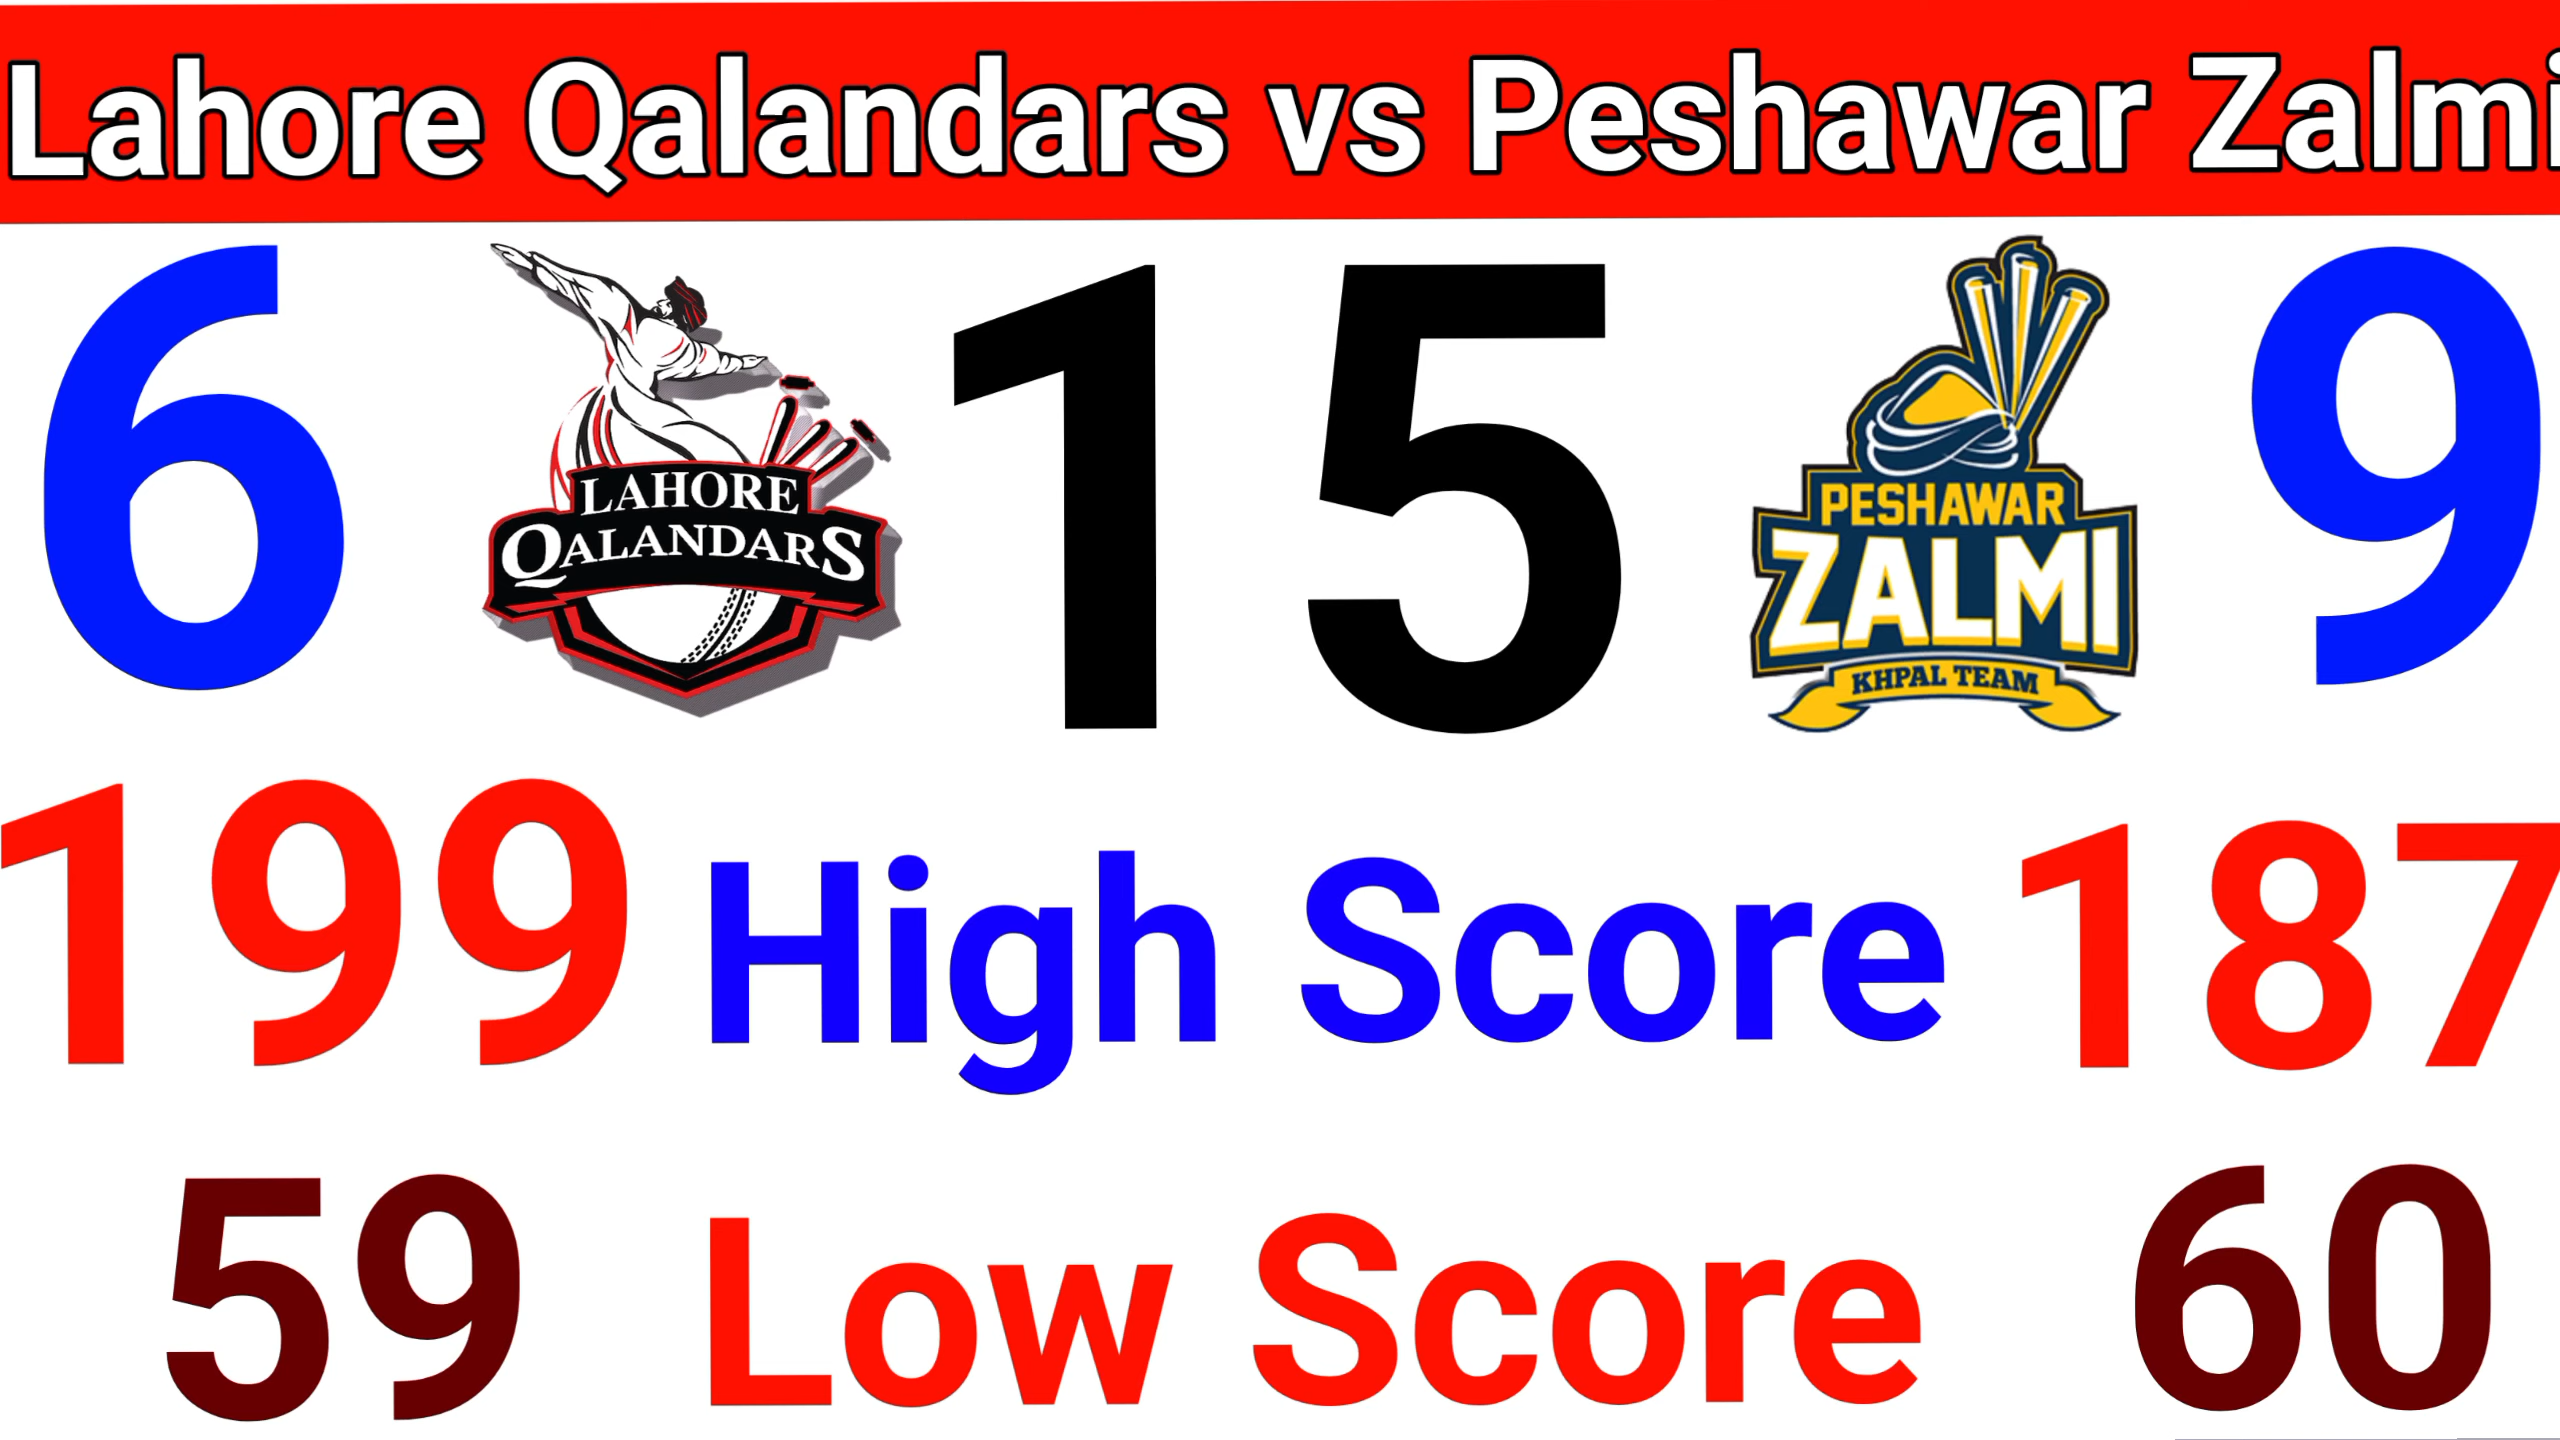 Lahore Qalandars vs Peshawar Zalmi
6 LAHORE QALANDARS 15 PESHAWAR ZALMI KHPAL TEAM 9
199 High Score 187
59 Low Score 60